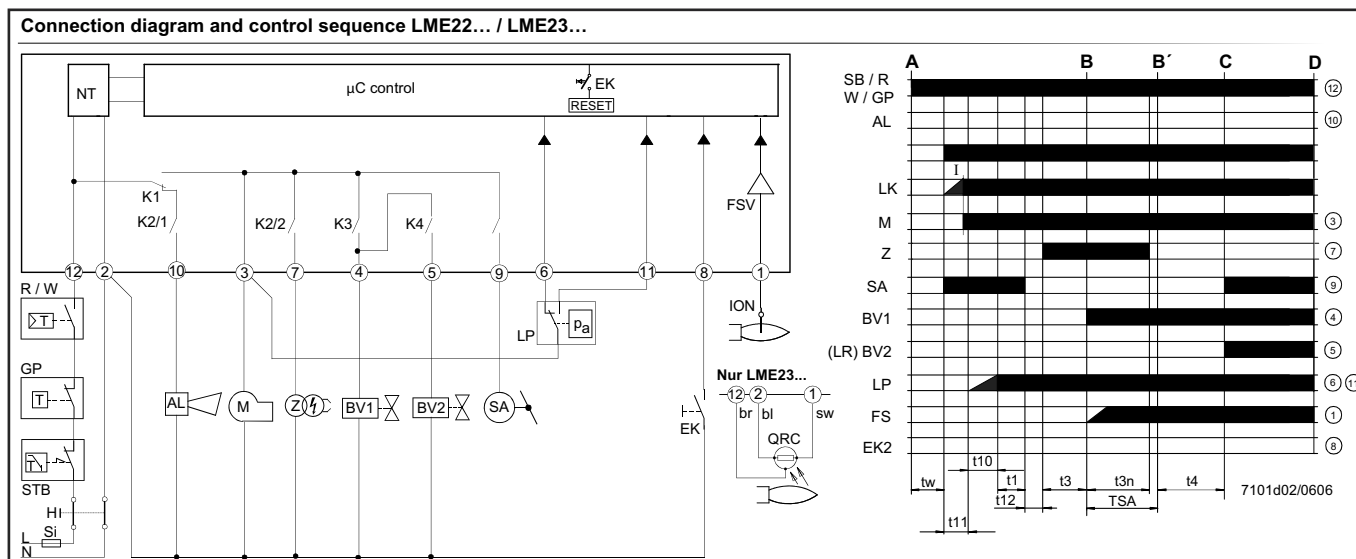 Connection diagram and control sequence LME22… / LME23…
NT
µC control
EK
RESET
K1
K2/1
K2/2
K3
K4
FSV
12
2
10
3
7
4
5
9
6
11
8
1
R / W
T
GP
T
STB
T
HI
L
Si
N
AL
M
Z
BV1
BV2
SA
LP
pa
ION
EK
Nur LME23...
12
2
1
br
bl
sw
QRC
A
B
B´
C
D
SB / R
W / GP
12
AL
10
I
LK
M
3
Z
7
SA
9
BV1
4
(LR) BV2
5
LP
6
11
FS
1
EK2
8
t10
tw
t1
t3
t3n
t4
t12
TSA
t11
7101d02/0606